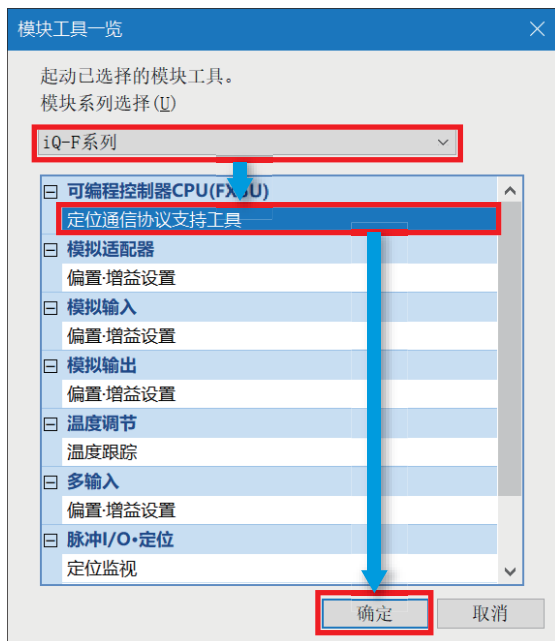 模块工具一览
起动已选择的模块工具。
模块系列选择(U)
iQ-F系列
可编程控制器CPU(FX5U)
定位通信协议支持工具
模拟适配器
偏置·增益设置
模拟输入
偏置·增益设置
模拟输出
偏置·增益设置
温度调节
温度跟踪
多输入
偏置·增益设置
脉冲I/O·定位
定位监视
确定
取消